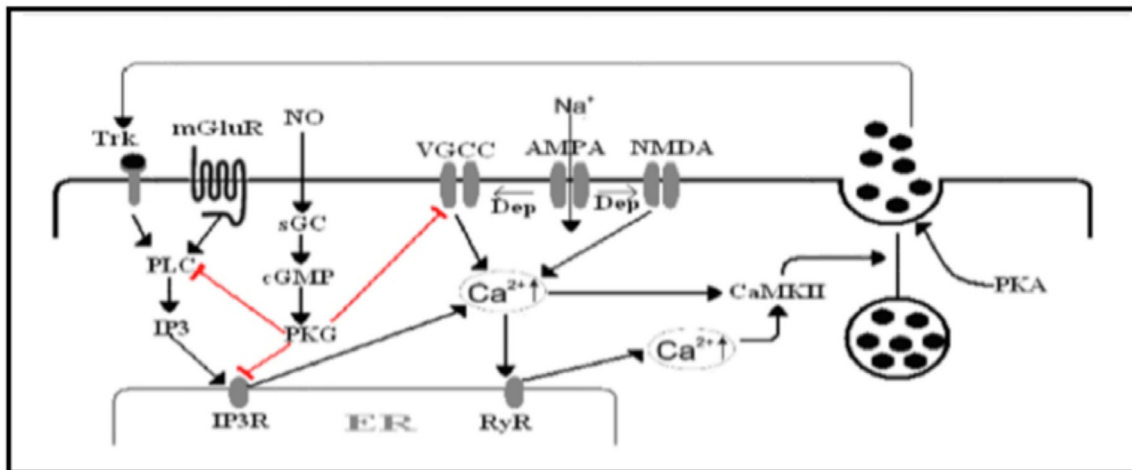 Na⁺
Trk
mGluR
NO
VGCC
AMPA
NMDA
Dep
Dep
sGC
PLC
cGMP
Ca²⁺↑
CaMKII
PKA
IP3
PKG
Ca²⁺↑
IP3R
ER
RyR